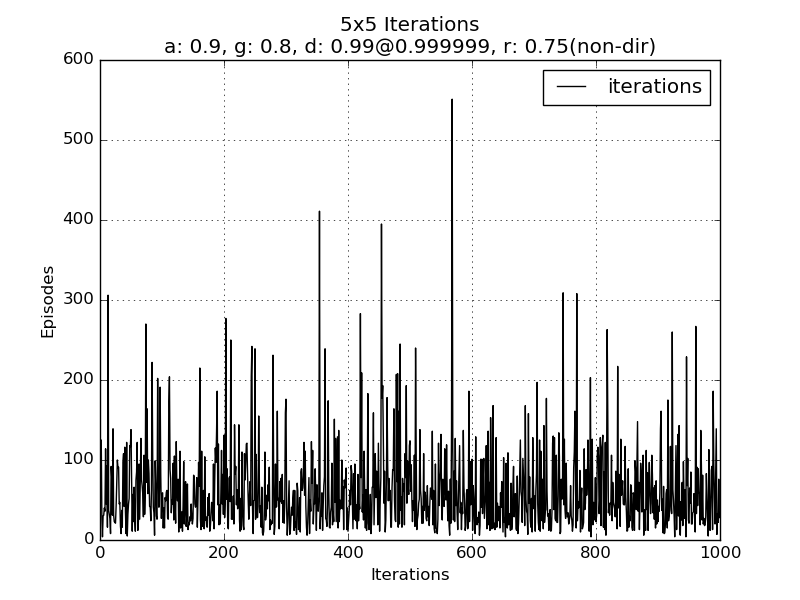 5x5 Iterations
a: 0.9, g: 0.8, d: 0.99@0.999999, r: 0.75(non-dir)
600
500
400
300
200
100
0
Episodes
iterations
0 200 400 600 800 1000
Iterations